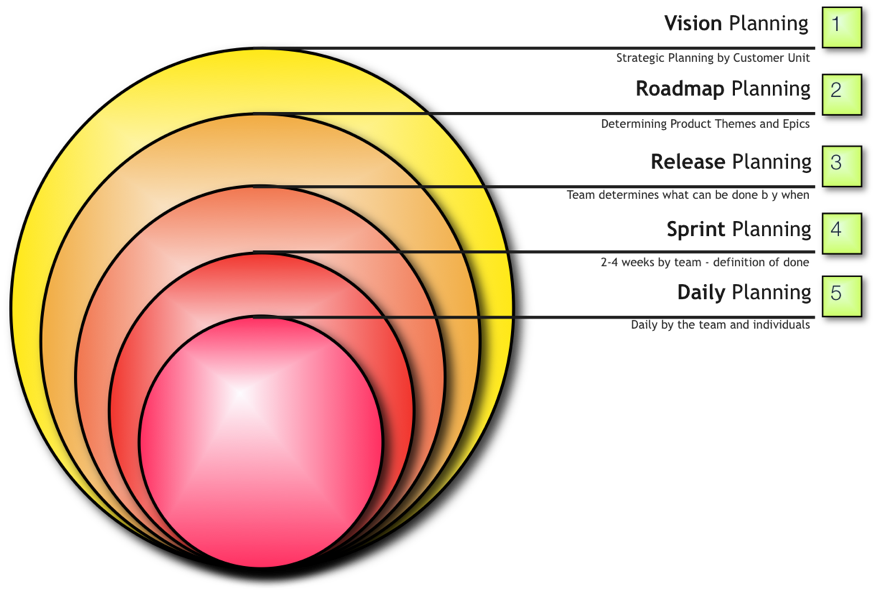 Vision Planning 1
Strategic Planning by Customer Unit
Roadmap Planning 2
Determining Product Themes and Epics
Release Planning 3
Team determines what can be done b y when
Sprint Planning 4
2-4 weeks by team - definition of done
Daily Planning 5
Daily by the team and individuals